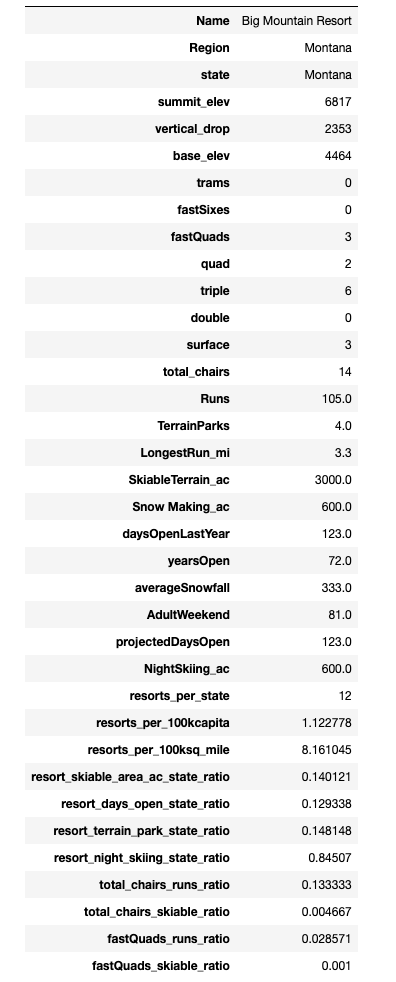 Name Big Mountain Resort
Region Montana
state Montana
summit_elev 6817
vertical_drop 2353
base_elev 4464
trams 0
fastSixes 0
fastQuads 3
quad 2
triple 6
double 0
surface 3
total_chairs 14
Runs 105.0
TerrainParks 4.0
LongestRun_mi 3.3
SkiableTerrain_ac 3000.0
Snow Making_ac 600.0
daysOpenLastYear 123.0
yearsOpen 72.0
averageSnowfall 333.0
AdultWeekend 81.0
projectedDaysOpen 123.0
NightSkiing_ac 600.0
resorts_per_state 12
resorts_per_100kcapita 1.122778
resorts_per_100ksq_mile 8.161045
resort_skiable_area_ac_state_ratio 0.140121
resort_days_open_state_ratio 0.129338
resort_terrain_park_state_ratio 0.148148
resort_night_skiing_state_ratio 0.84507
total_chairs_runs_ratio 0.133333
total_chairs_skiable_ratio 0.004667
fastQuads_runs_ratio 0.028571
fastQuads_skiable_ratio 0.001